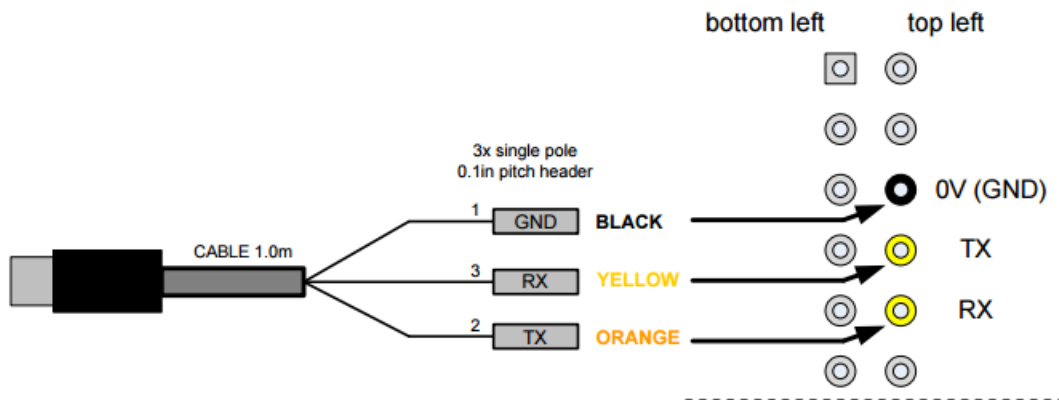 bottom left
top left
3x single pole
0.1in pitch header
0V (GND)
1
GND
BLACK
CABLE 1.0m
TX
3
RX
YELLOW
RX
2
TX
ORANGE